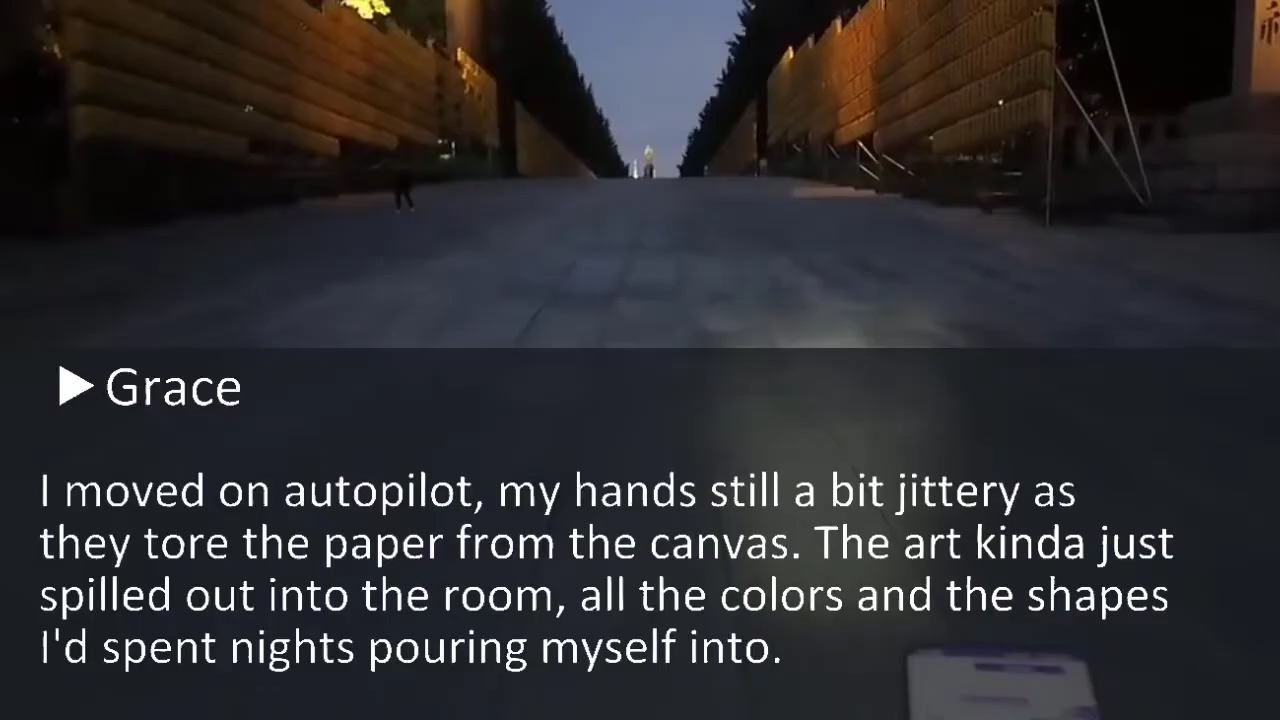 Grace
I moved on autopilot, my hands still a bit jittery as
they tore the paper from the canvas. The art kinda just
spilled out into the room, all the colors and the shapes
I'd spent nights pouring myself into.